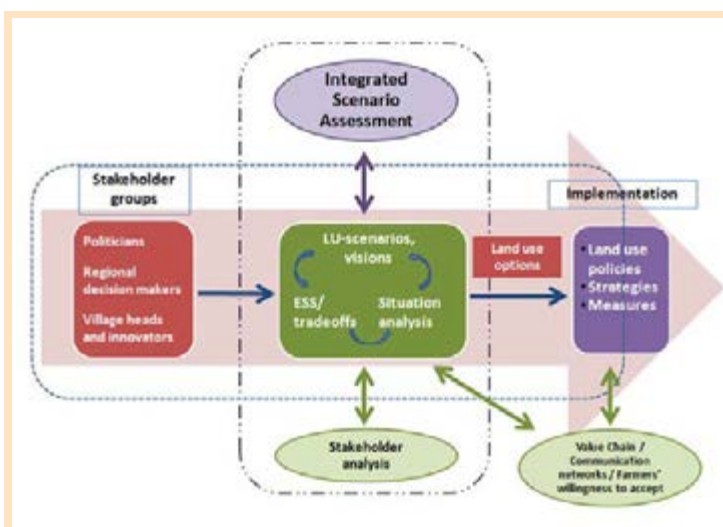 Integrated
Scenario
Assessment
Stakeholder
groups
Implementation
Politicians
Regional
decision makers
Village heads
and innovators
LU-scenarios,
visions
ESS/
tradeoffs
Situation
analysis
Land use
options
• Land use
policies
• Strategies
• Measures
Stakeholder
analysis
Value Chain /
Communication
networks / Farmers'
willingness to accept